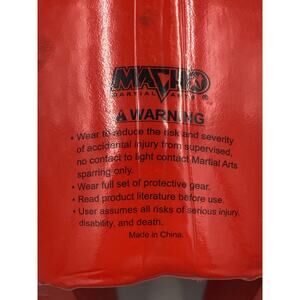 MACHO
MARTIAL ARTS
⚠ WARNING
• Wear to reduce the risk and severity
of accidental injury from supervised,
no contact to light contact Martial Arts
sparring only.
• Wear full set of protective gear.
• Read product literature before use.
• User assumes all risks of serious injury,
disability, and death.
Made in China.